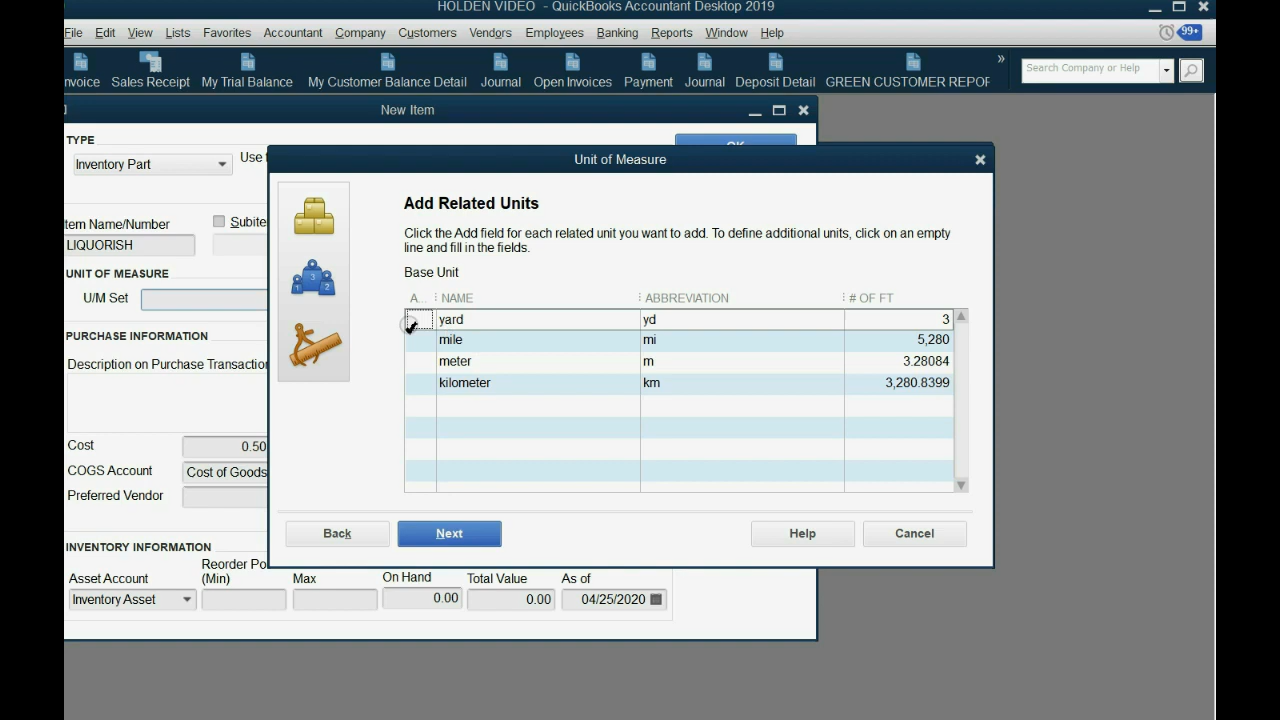 HOLDEN VIDEO - QuickBooks Accountant Desktop 2019
File Edit View Lists Favorites Accountant Company Customers Vendors Employees Banking Reports Window Help
99+
nvoice Sales Receipt My Trial Balance My Customer Balance Detail Journal Open Invoices Payment Journal Deposit Detail GREEN CUSTOMER REPOF
» Search Company or Help
New Item
TYPE
Inventory Part
Use
OK
Unit of Measure
tem Name/Number
Subite
LIQUORISH
UNIT OF MEASURE
U/M Set
PURCHASE INFORMATION
Description on Purchase Transactio
Cost 0.50
COGS Account Cost of Goods
Preferred Vendor
Add Related Units
Click the Add field for each related unit you want to add. To define additional units, click on an empty
line and fill in the fields.
Base Unit
A... NAME ABBREVIATION # OF FT
yard yd 3
mile mi 5,280
meter m 3.28084
kilometer km 3,280.8399
Back Next Help Cancel
INVENTORY INFORMATION
Asset Account
Reorder Po
(Min)
Max On Hand Total Value As of
Inventory Asset 0.00 0.00 04/25/2020